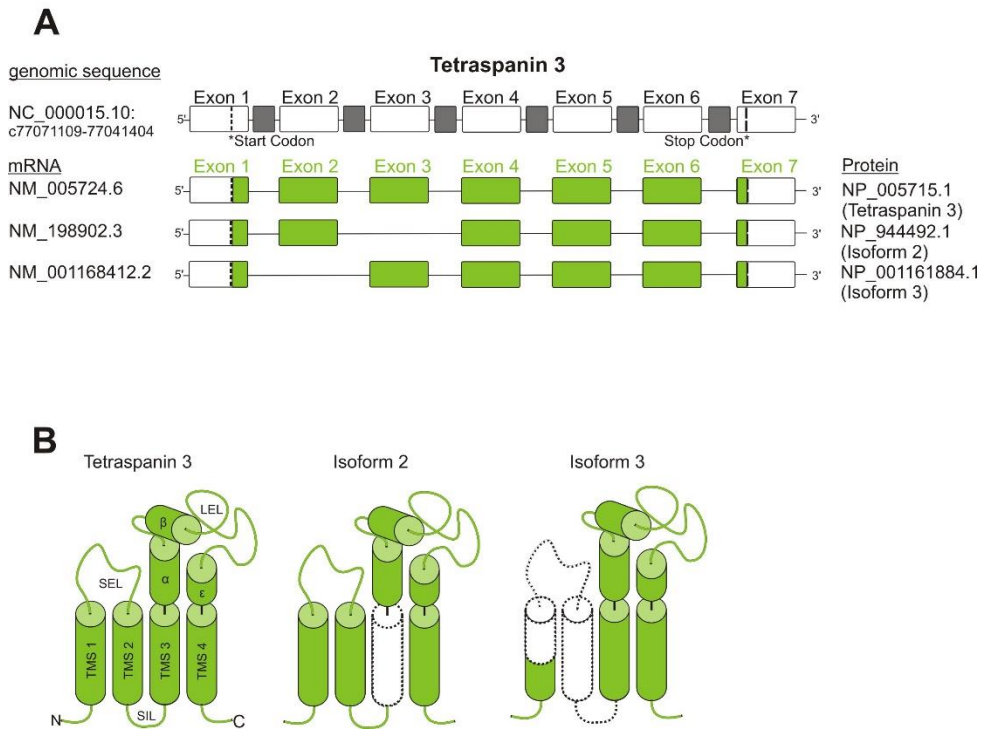 A
Tetraspanin 3
genomic sequence
Exon 1 Exon 2 Exon 3 Exon 4 Exon 5 Exon 6 Exon 7
NC_000015.10:
c77071109-77041404
5' 3'
*Start Codon Stop Codon*
mRNA Exon 1 Exon 2 Exon 3 Exon 4 Exon 5 Exon 6 Exon 7 Protein
NM_005724.6 5' 3' NP_005715.1
(Tetraspanin 3)
NM_198902.3 5' 3' NP_944492.1
(Isoform 2)
NM_001168412.2 5' 3' NP_001161884.1
(Isoform 3)
B
Tetraspanin 3 Isoform 2 Isoform 3
LEL
β
SEL
α
ε
TMS 1 TMS 2 TMS 3 TMS 4
N SIL C